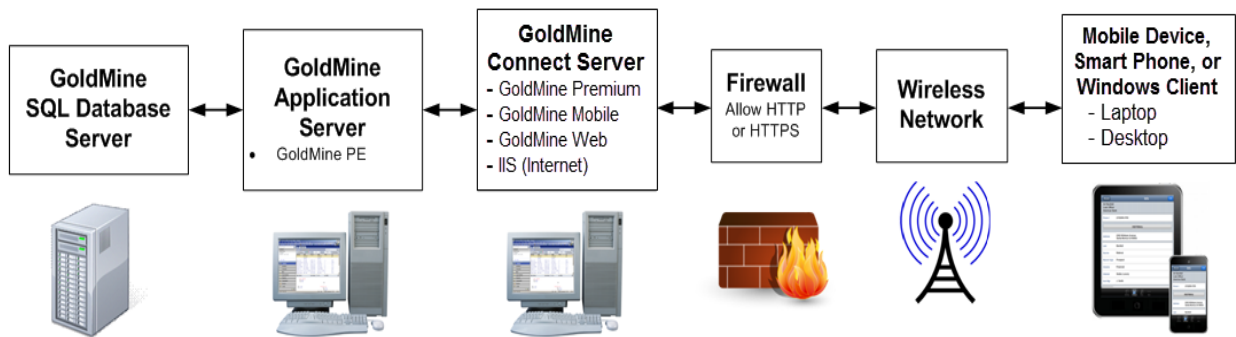 GoldMine
SQL Database
Server
GoldMine
Application
Server
• GoldMine PE
GoldMine
Connect Server
- GoldMine Premium
- GoldMine Mobile
- GoldMine Web
- IIS (Internet)
Firewall
Allow HTTP
or HTTPS
Wireless
Network
Mobile Device,
Smart Phone, or
Windows Client
- Laptop
- Desktop